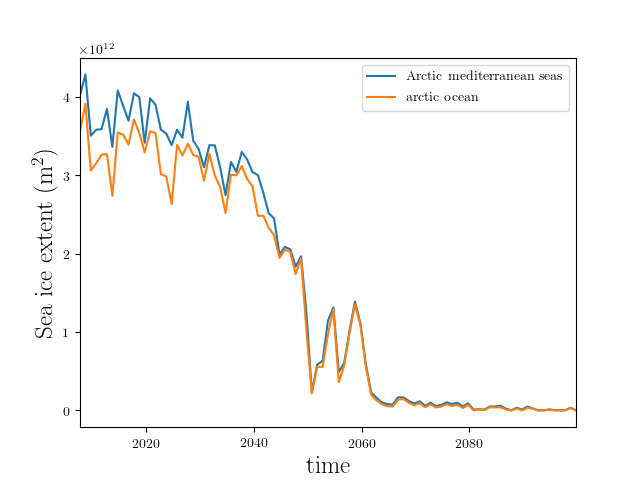 ×10¹²
Arctic mediterranean seas
arctic ocean
4
3
2
1
0
Sea ice extent (m²)
2020 2040 2060 2080
time